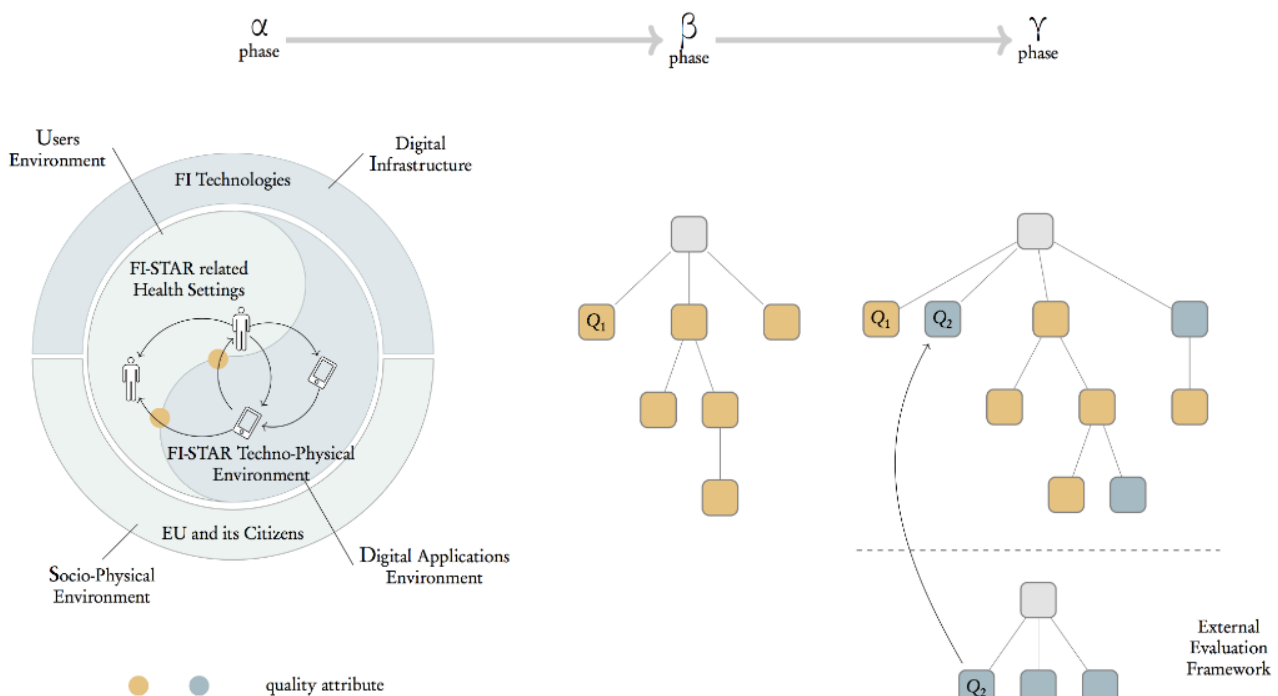 α
phase
β
phase
γ
phase
Users
Environment
Digital
Infrastructure
FI Technologies
FI-STAR related
Health Settings
FI-STAR Techno-Physical
Environment
EU and its Citizens
Socio-Physical
Environment
Digital Applications
Environment
Q1
Q1
Q2
External
Evaluation
Framework
Q2
quality attribute